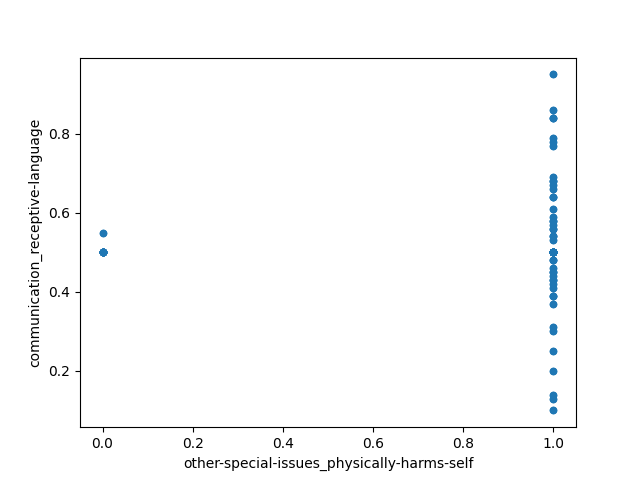 communication_receptive-language
0.8
0.6
0.4
0.2
0.0 0.2 0.4 0.6 0.8 1.0
other-special-issues_physically-harms-self